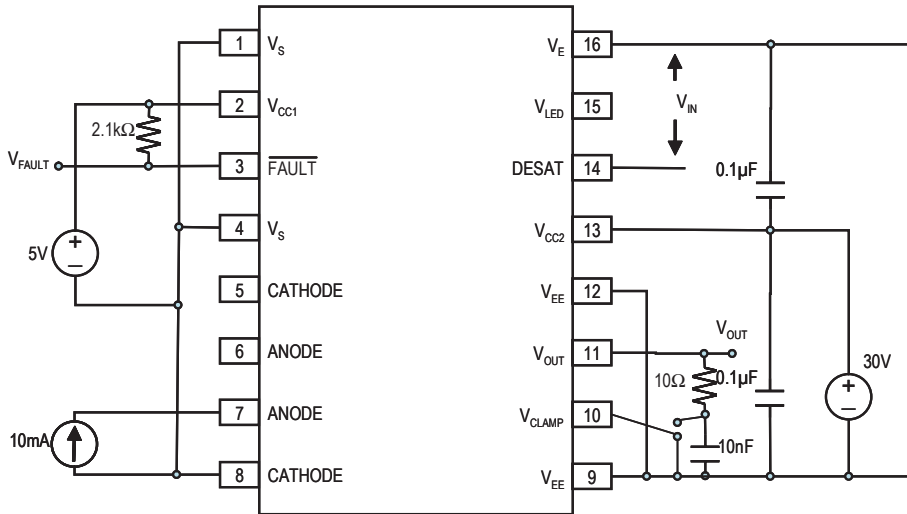 1 V_S
2 V_CC1
3 FAULT
4 V_S
5 CATHODE
6 ANODE
7 ANODE
8 CATHODE
2.1kΩ
V_FAULT
5V
+
–
10mA
V_E 16
V_LED 15
DESAT 14
V_CC2 13
V_EE 12
V_OUT 11
V_CLAMP 10
V_EE 9
V_IN
0.1µF
V_OUT
10Ω
0.1µF
10nF
30V
+
–